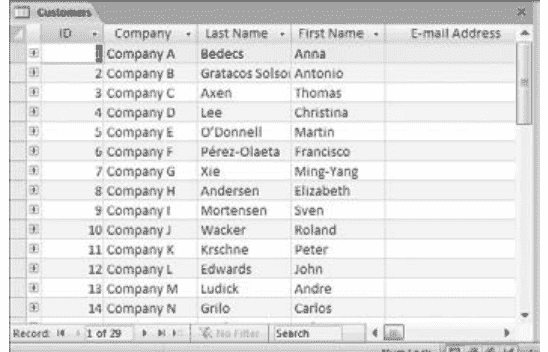 Customers
ID Company Last Name First Name E-mail Address
1 Company A Bedecs Anna
2 Company B Gratacos Solso Antonio
3 Company C Axen Thomas
4 Company D Lee Christina
5 Company E O'Donnell Martin
6 Company F Pérez-Olaeta Francisco
7 Company G Xie Ming-Yang
8 Company H Andersen Elizabeth
9 Company I Mortensen Sven
10 Company J Wacker Roland
11 Company K Krschne Peter
12 Company L Edwards John
13 Company M Ludick Andre
14 Company N Grilo Carlos
Record: 1 of 29 No Filter Search